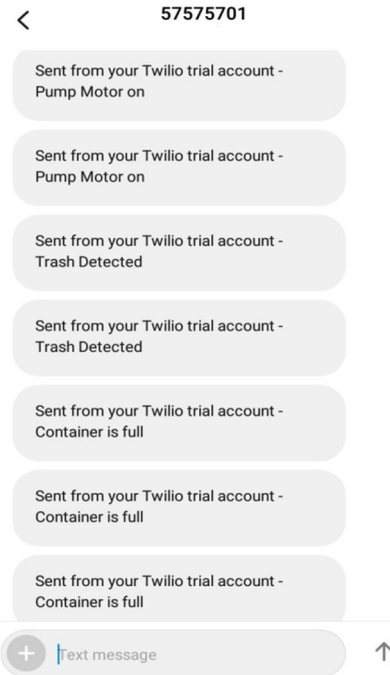 57575701
Sent from your Twilio trial account -
Pump Motor on
Sent from your Twilio trial account -
Pump Motor on
Sent from your Twilio trial account -
Trash Detected
Sent from your Twilio trial account -
Trash Detected
Sent from your Twilio trial account -
Container is full
Sent from your Twilio trial account -
Container is full
Sent from your Twilio trial account -
Container is full
Text message